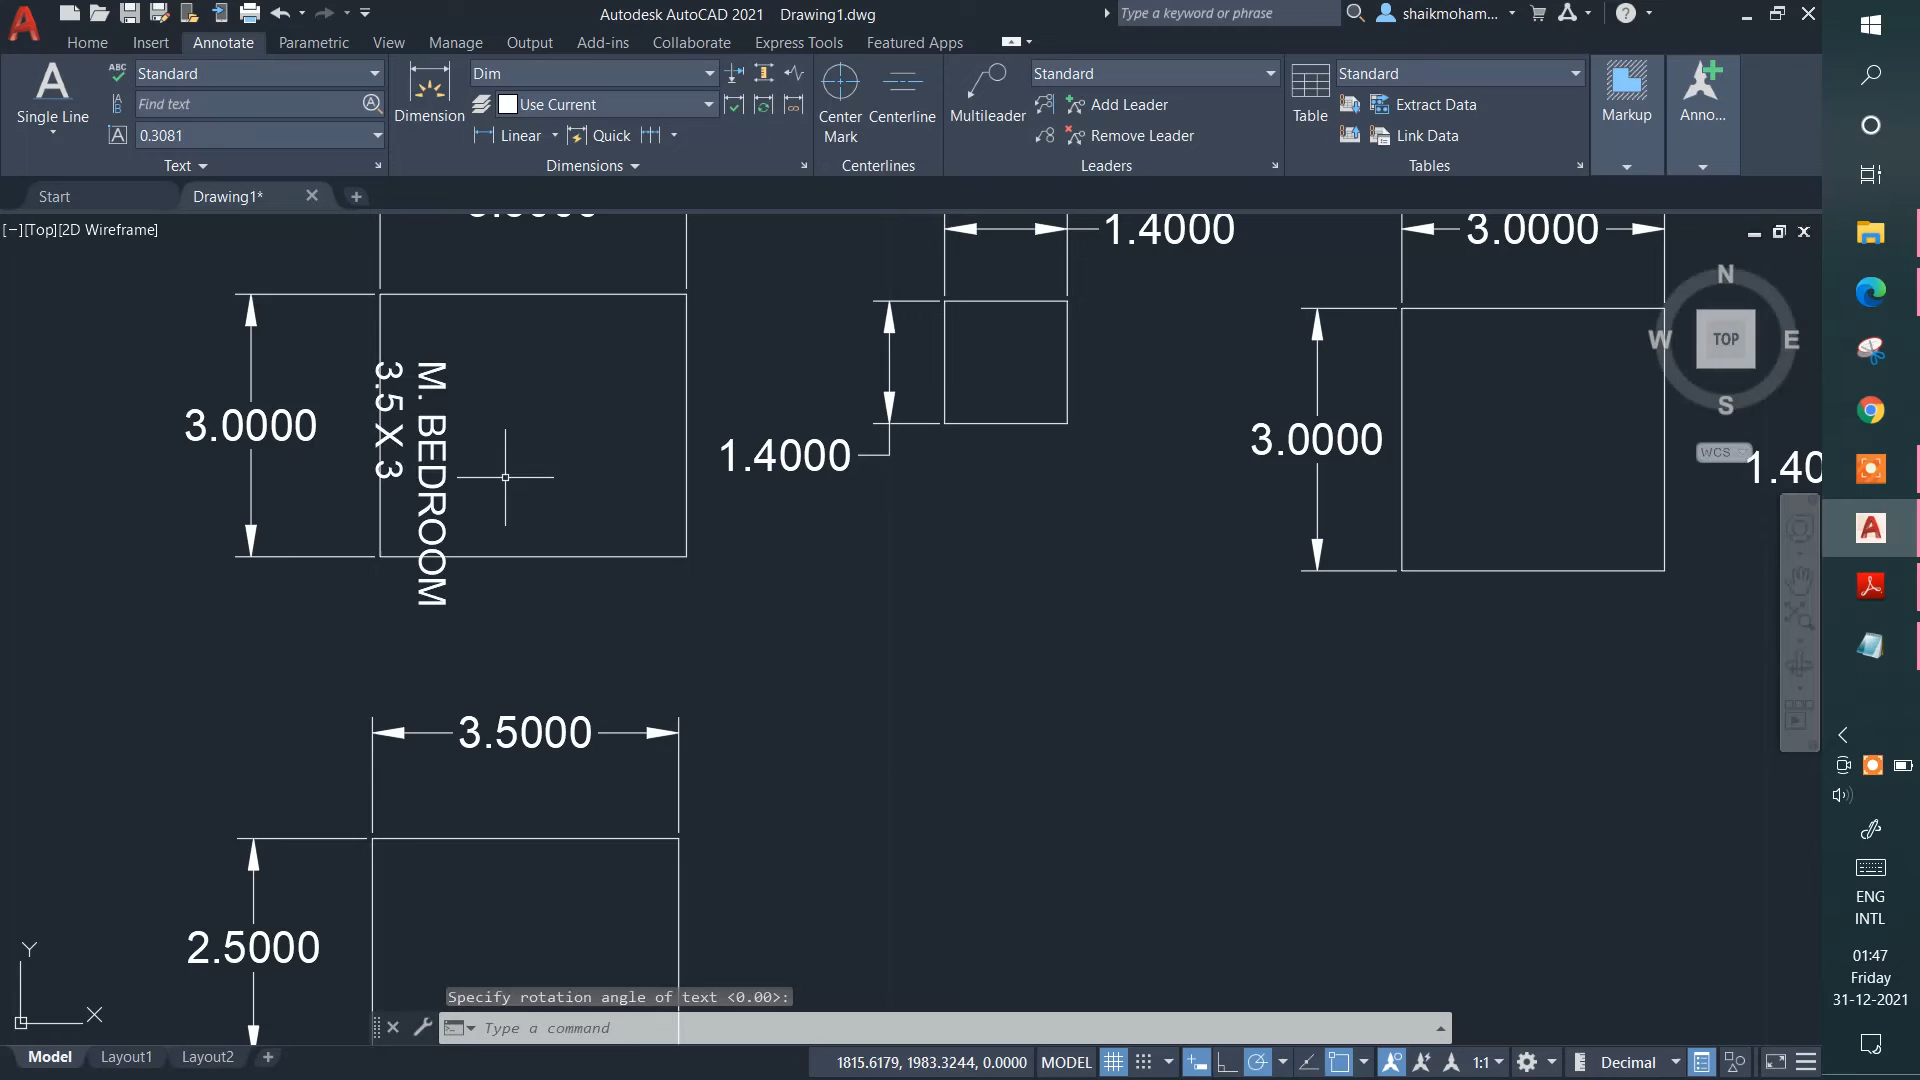 Autodesk AutoCAD 2021 Drawing1.dwg
Type a keyword or phrase
shaikmoham...
Home Insert Annotate Parametric View Manage Output Add-ins Collaborate Express Tools Featured Apps
Single Line
ABC
Standard
Find text
0.3081
Text
Dimension
Dim
Use Current
Linear
Quick
Dimensions
Center
Mark
Centerline
Centerlines
Multileader
Standard
Add Leader
Remove Leader
Leaders
Table
Standard
Extract Data
Link Data
Tables
Markup
Anno...
Start
Drawing1*
[−][Top][2D Wireframe]
1.4000
3.0000
N
W
TOP
E
S
WCS
3.0000
M. BEDROOM
3.5 X 3
1.4000
3.0000
1.40
3.5000
2.5000
Y
X
Specify rotation angle of text <0.00>:
Type a command
Model Layout1 Layout2
1815.6179, 1983.3244, 0.0000 MODEL
1:1
Decimal
ENG
INTL
01:47
Friday
31-12-2021